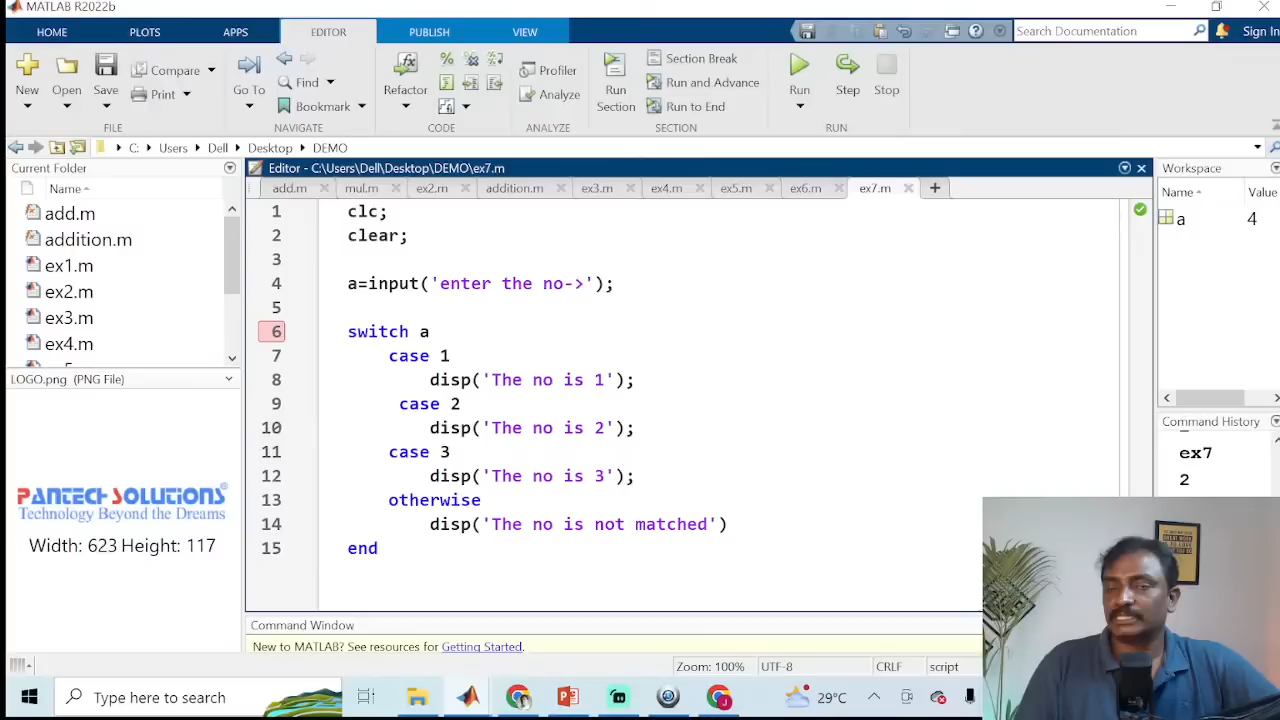 MATLAB R2022b
HOME PLOTS APPS EDITOR PUBLISH VIEW Search Documentation Sign In
New Open Save Compare Print Go To Find Bookmark Refactor Profiler Analyze Run Section Section Break Run and Advance Run to End Run Step Stop
FILE NAVIGATE CODE ANALYZE SECTION RUN
C: Users Dell Desktop DEMO
Current Folder
Name
add.m
addition.m
ex1.m
ex2.m
ex3.m
ex4.m
LOGO.png (PNG File)
PANTECH SOLUTIONS®
Technology Beyond the Dreams
Width: 623 Height: 117
Editor - C:\Users\Dell\Desktop\DEMO\ex7.m
add.m mul.m ex2.m addition.m ex3.m ex4.m ex5.m ex6.m ex7.m
1 clc;
2 clear;
3
4 a=input('enter the no->');
5
6 switch a
7 case 1
8 disp('The no is 1');
9 case 2
10 disp('The no is 2');
11 case 3
12 disp('The no is 3');
13 otherwise
14 disp('The no is not matched')
15 end
Command Window
New to MATLAB? See resources for Getting Started.
Zoom: 100% UTF-8 CRLF script
Workspace
Name Value
a 4
Command History
ex7
2
Type here to search
29°C